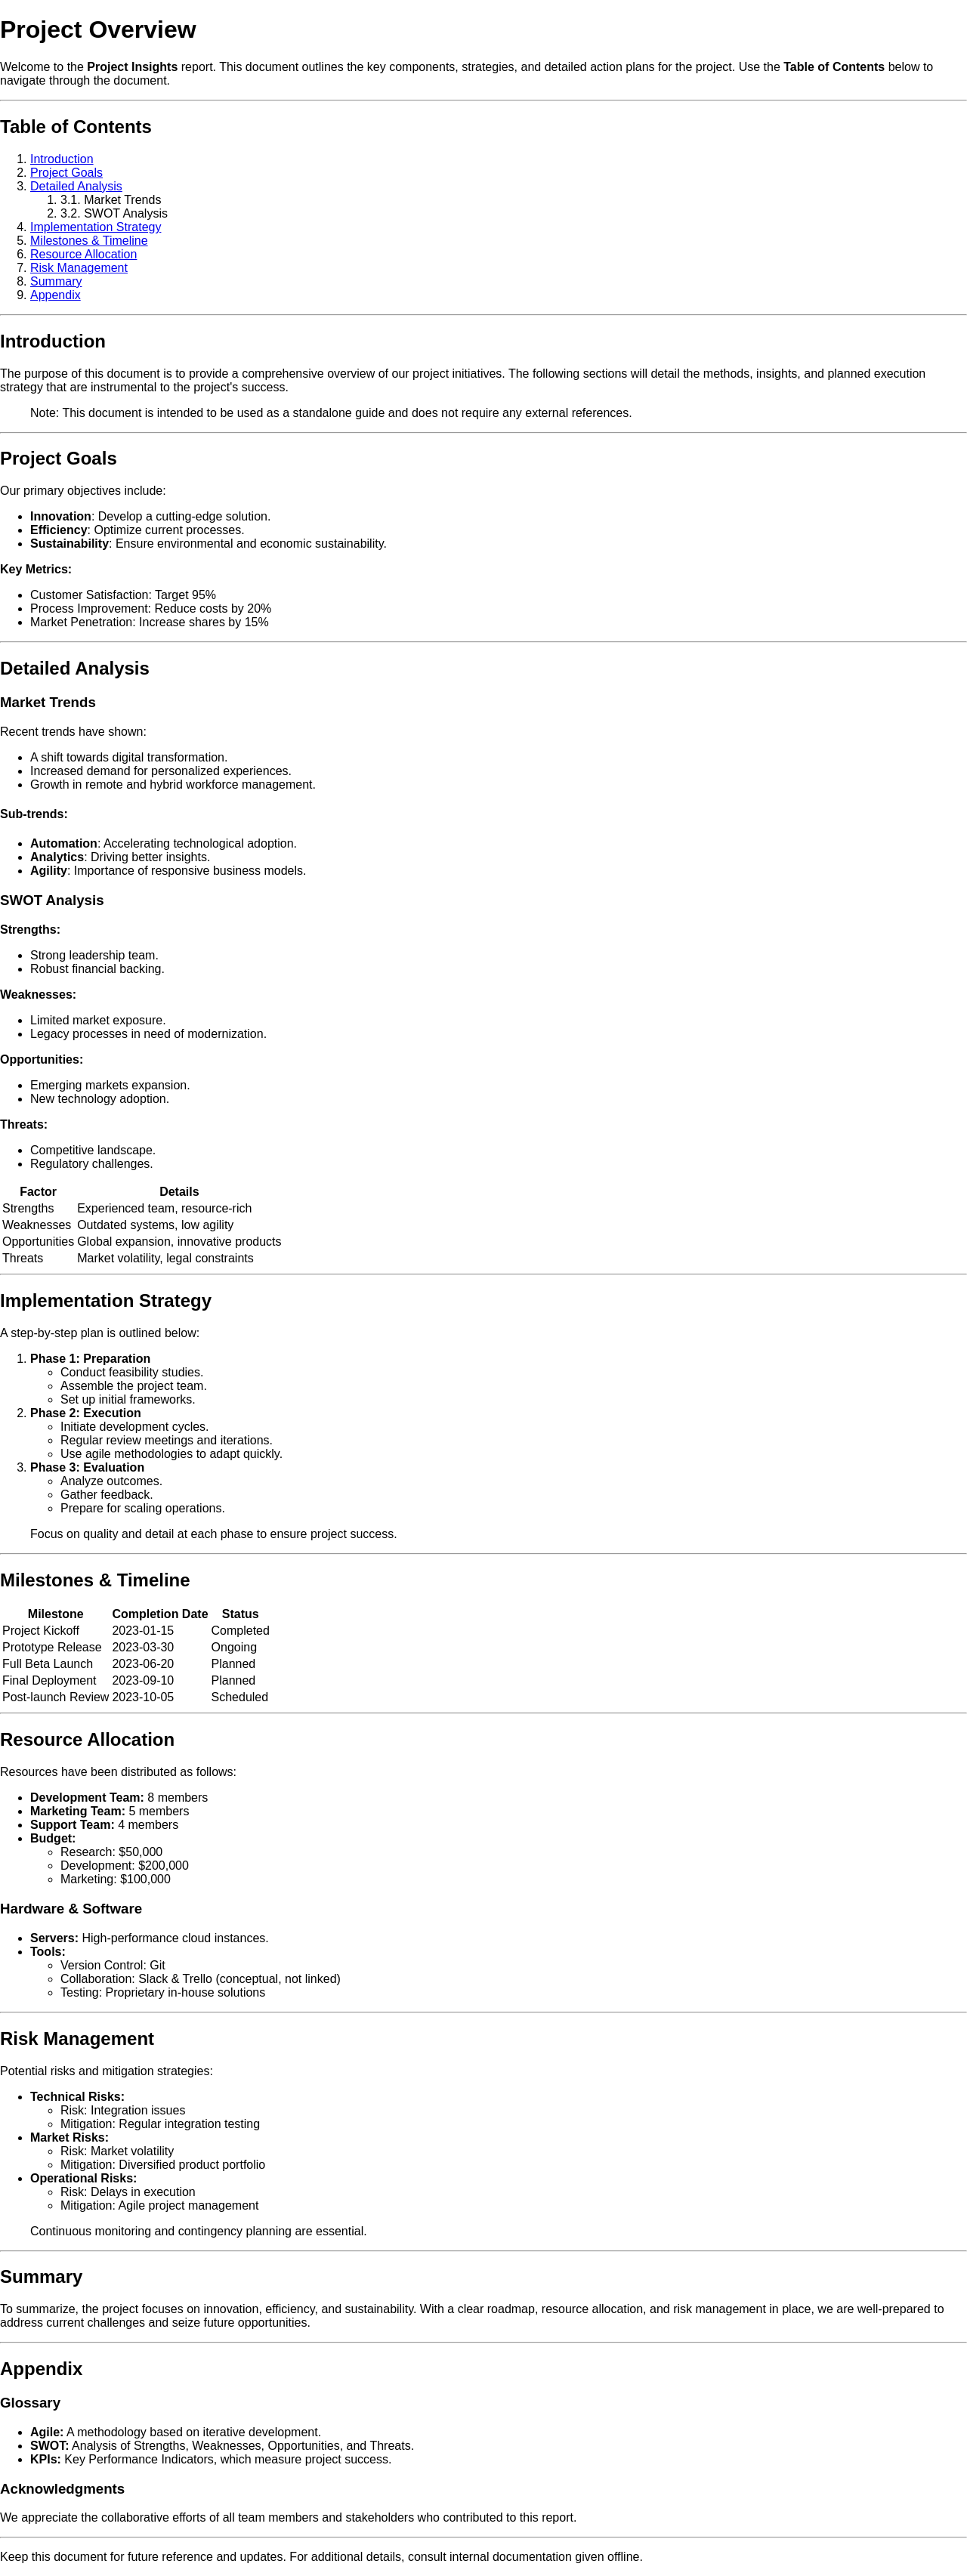 Project Overview
Welcome to the Project Insights report. This document outlines the key components, strategies, and detailed action plans for the project. Use the Table of Contents below to
navigate through the document.
Table of Contents
1. Introduction
2. Project Goals
3. Detailed Analysis
1. 3.1. Market Trends
2. 3.2. SWOT Analysis
4. Implementation Strategy
5. Milestones & Timeline
6. Resource Allocation
7. Risk Management
8. Summary
9. Appendix
Introduction
The purpose of this document is to provide a comprehensive overview of our project initiatives. The following sections will detail the methods, insights, and planned execution
strategy that are instrumental to the project's success.
Note: This document is intended to be used as a standalone guide and does not require any external references.
Project Goals
Our primary objectives include:
• Innovation: Develop a cutting-edge solution.
• Efficiency: Optimize current processes.
• Sustainability: Ensure environmental and economic sustainability.
Key Metrics:
• Customer Satisfaction: Target 95%
• Process Improvement: Reduce costs by 20%
• Market Penetration: Increase shares by 15%
Detailed Analysis
Market Trends
Recent trends have shown:
• A shift towards digital transformation.
• Increased demand for personalized experiences.
• Growth in remote and hybrid workforce management.
Sub-trends:
• Automation: Accelerating technological adoption.
• Analytics: Driving better insights.
• Agility: Importance of responsive business models.
SWOT Analysis
Strengths:
• Strong leadership team.
• Robust financial backing.
Weaknesses:
• Limited market exposure.
• Legacy processes in need of modernization.
Opportunities:
• Emerging markets expansion.
• New technology adoption.
Threats:
• Competitive landscape.
• Regulatory challenges.
Factor Details
Strengths Experienced team, resource-rich
Weaknesses Outdated systems, low agility
Opportunities Global expansion, innovative products
Threats Market volatility, legal constraints
Implementation Strategy
A step-by-step plan is outlined below:
1. Phase 1: Preparation
◦ Conduct feasibility studies.
◦ Assemble the project team.
◦ Set up initial frameworks.
2. Phase 2: Execution
◦ Initiate development cycles.
◦ Regular review meetings and iterations.
◦ Use agile methodologies to adapt quickly.
3. Phase 3: Evaluation
◦ Analyze outcomes.
◦ Gather feedback.
◦ Prepare for scaling operations.
Focus on quality and detail at each phase to ensure project success.
Milestones & Timeline
Milestone Completion Date Status
Project Kickoff 2023-01-15 Completed
Prototype Release 2023-03-30 Ongoing
Full Beta Launch 2023-06-20 Planned
Final Deployment 2023-09-10 Planned
Post-launch Review 2023-10-05 Scheduled
Resource Allocation
Resources have been distributed as follows:
• Development Team: 8 members
• Marketing Team: 5 members
• Support Team: 4 members
• Budget:
◦ Research: $50,000
◦ Development: $200,000
◦ Marketing: $100,000
Hardware & Software
• Servers: High-performance cloud instances.
• Tools:
◦ Version Control: Git
◦ Collaboration: Slack & Trello (conceptual, not linked)
◦ Testing: Proprietary in-house solutions
Risk Management
Potential risks and mitigation strategies:
• Technical Risks:
◦ Risk: Integration issues
◦ Mitigation: Regular integration testing
• Market Risks:
◦ Risk: Market volatility
◦ Mitigation: Diversified product portfolio
• Operational Risks:
◦ Risk: Delays in execution
◦ Mitigation: Agile project management
Continuous monitoring and contingency planning are essential.
Summary
To summarize, the project focuses on innovation, efficiency, and sustainability. With a clear roadmap, resource allocation, and risk management in place, we are well-prepared to
address current challenges and seize future opportunities.
Appendix
Glossary
• Agile: A methodology based on iterative development.
• SWOT: Analysis of Strengths, Weaknesses, Opportunities, and Threats.
• KPIs: Key Performance Indicators, which measure project success.
Acknowledgments
We appreciate the collaborative efforts of all team members and stakeholders who contributed to this report.
Keep this document for future reference and updates. For additional details, consult internal documentation given offline.